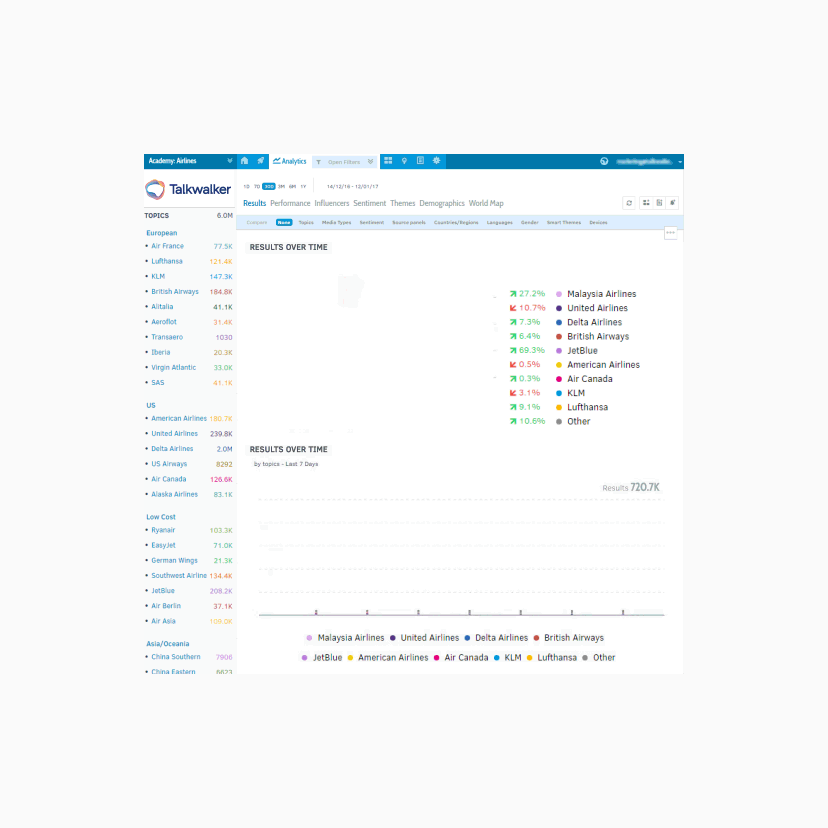 Academy: Airlines
Analytics
Open Filters
Talkwalker
1D 7D 30D 3M 6M 1Y
14/12/16 - 12/01/17
Results Performance Influencers Sentiment Themes Demographics World Map
Compare None Topics Media Types Sentiment Source panels Countries/Regions Languages Gender Smart Themes Devices
TOPICS 6.0M
European
Air France 77.5K
Lufthansa 121.4K
KLM 147.3K
British Airways 184.8K
Alitalia 41.1K
Aeroflot 31.4K
Transaero 1030
Iberia 20.3K
Virgin Atlantic 33.0K
SAS 41.1K
US
American Airlines 180.7K
United Airlines 239.8K
Delta Airlines 2.0M
US Airways 8292
Air Canada 126.6K
Alaska Airlines 83.1K
Low Cost
Ryanair 103.3K
EasyJet 71.0K
German Wings 21.3K
Southwest Airline 134.4K
JetBlue 208.2K
Air Berlin 37.1K
Air Asia 109.0K
Asia/Oceania
China Southern 7906
China Eastern 6623
RESULTS OVER TIME
27.2% Malaysia Airlines
10.7% United Airlines
7.3% Delta Airlines
6.4% British Airways
69.3% JetBlue
0.5% American Airlines
0.3% Air Canada
3.1% KLM
9.1% Lufthansa
10.6% Other
RESULTS OVER TIME
by topics - Last 7 Days
Results 720.7K
Malaysia Airlines United Airlines Delta Airlines British Airways
JetBlue American Airlines Air Canada KLM Lufthansa Other